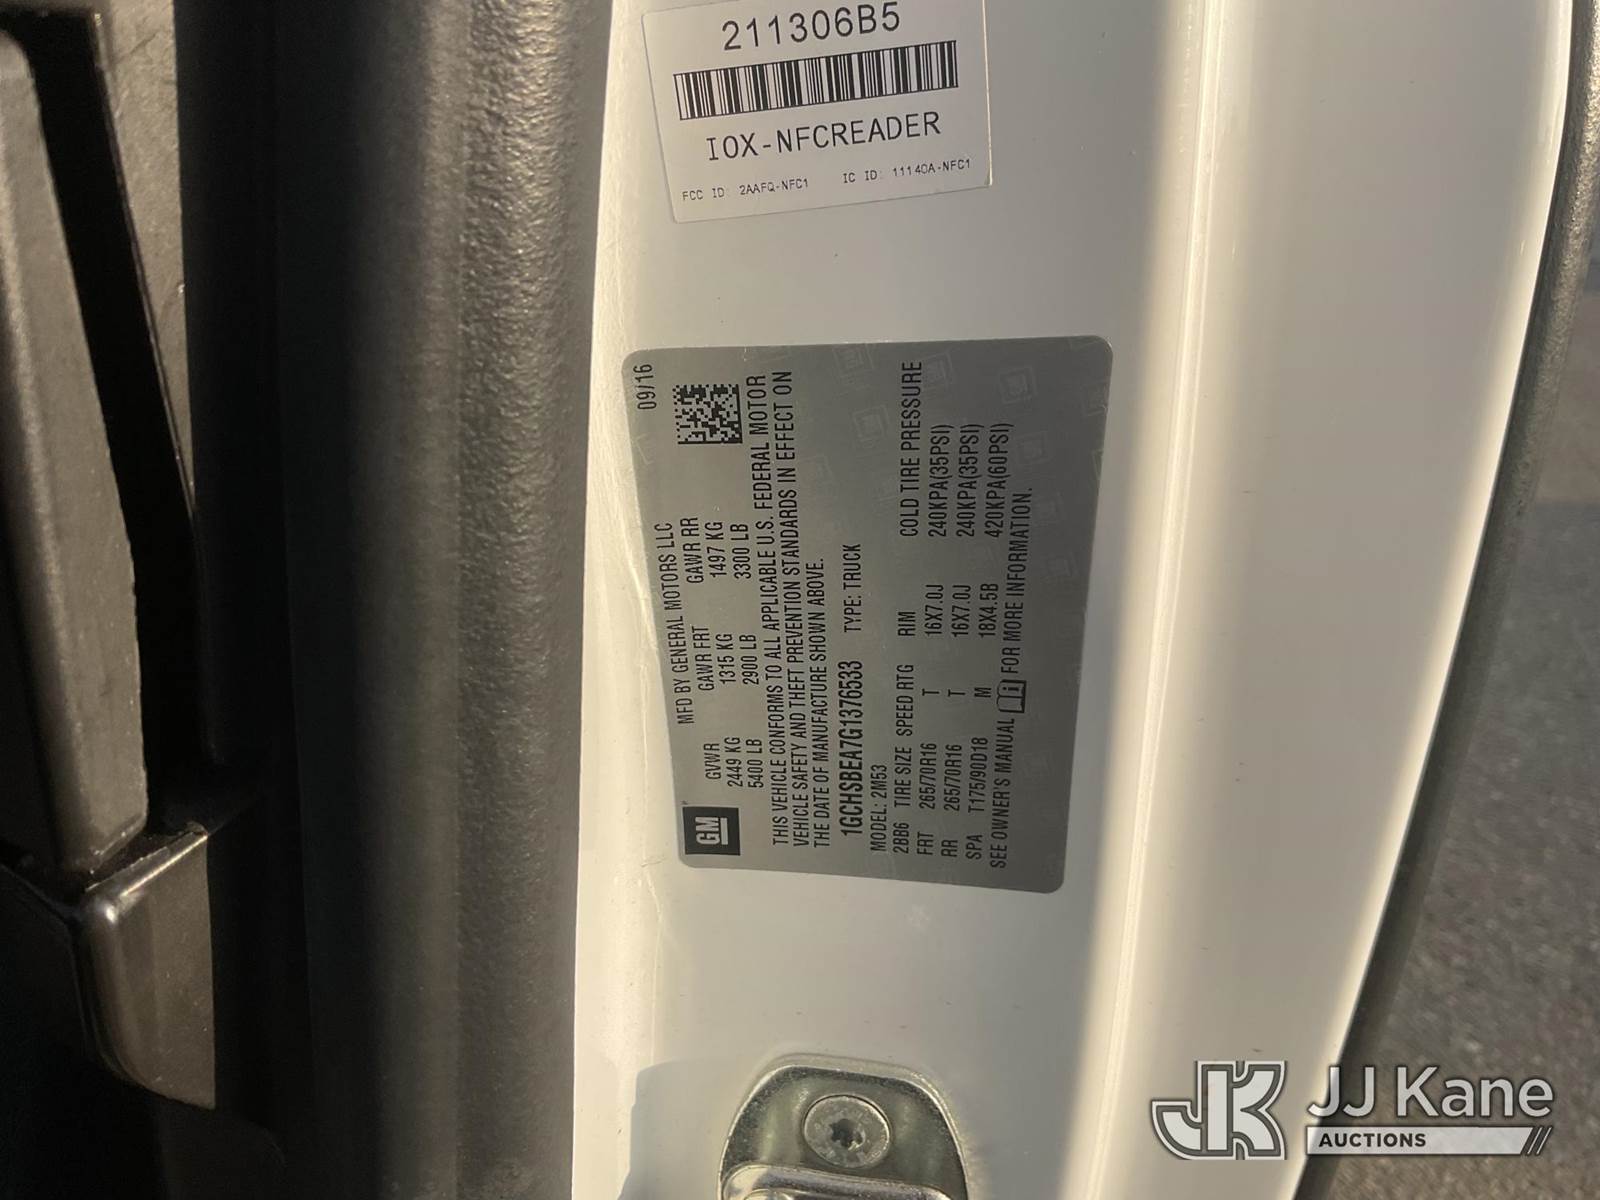 211306B5
IOX-NFCREADER
FCC ID: 2AAFQ-NFC1 IC ID: 11140A-NFC1
MFD BY GENERAL MOTORS LLC 09/16
GM
GVWR GAWR FRT GAWR RR
2449 KG 1315 KG 1497 KG
5400 LB 2900 LB 3300 LB
THIS VEHICLE CONFORMS TO ALL APPLICABLE U.S. FEDERAL MOTOR
VEHICLE SAFETY AND THEFT PREVENTION STANDARDS IN EFFECT ON
THE DATE OF MANUFACTURE SHOWN ABOVE.
1GCHSBEA7G1376533 TYPE: TRUCK
MODEL: 2M53
2BB6 TIRE SIZE SPEED RTG RIM COLD TIRE PRESSURE
FRT 265/70R16 T 16X7.0J 240KPA(35PSI)
RR 265/70R16 T 16X7.0J 240KPA(35PSI)
SPA T175/90D18 M 18X4.5B 420KPA(60PSI)
SEE OWNER'S MANUAL FOR MORE INFORMATION.
JK JJ Kane
AUCTIONS